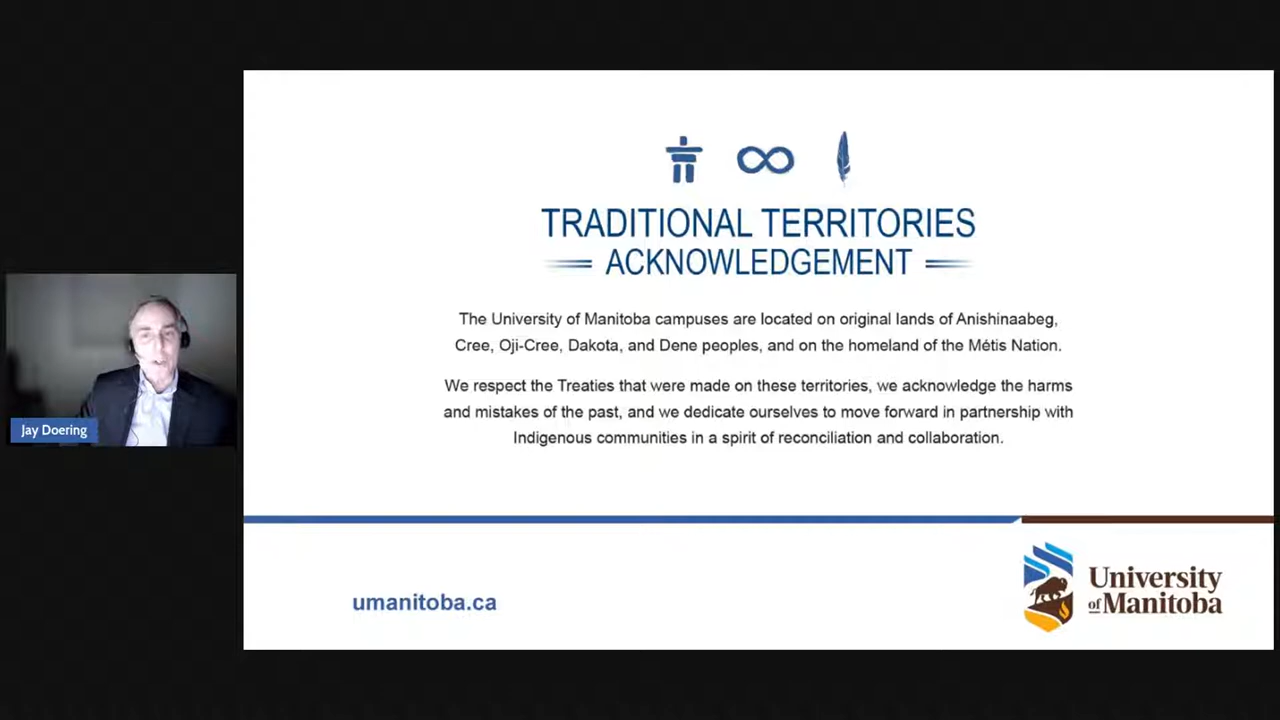 TRADITIONAL TERRITORIES
ACKNOWLEDGEMENT
The University of Manitoba campuses are located on original lands of Anishinaabeg,
Cree, Oji-Cree, Dakota, and Dene peoples, and on the homeland of the Métis Nation.
We respect the Treaties that were made on these territories, we acknowledge the harms
and mistakes of the past, and we dedicate ourselves to move forward in partnership with
Indigenous communities in a spirit of reconciliation and collaboration.
Jay Doering
umanitoba.ca
University
of Manitoba